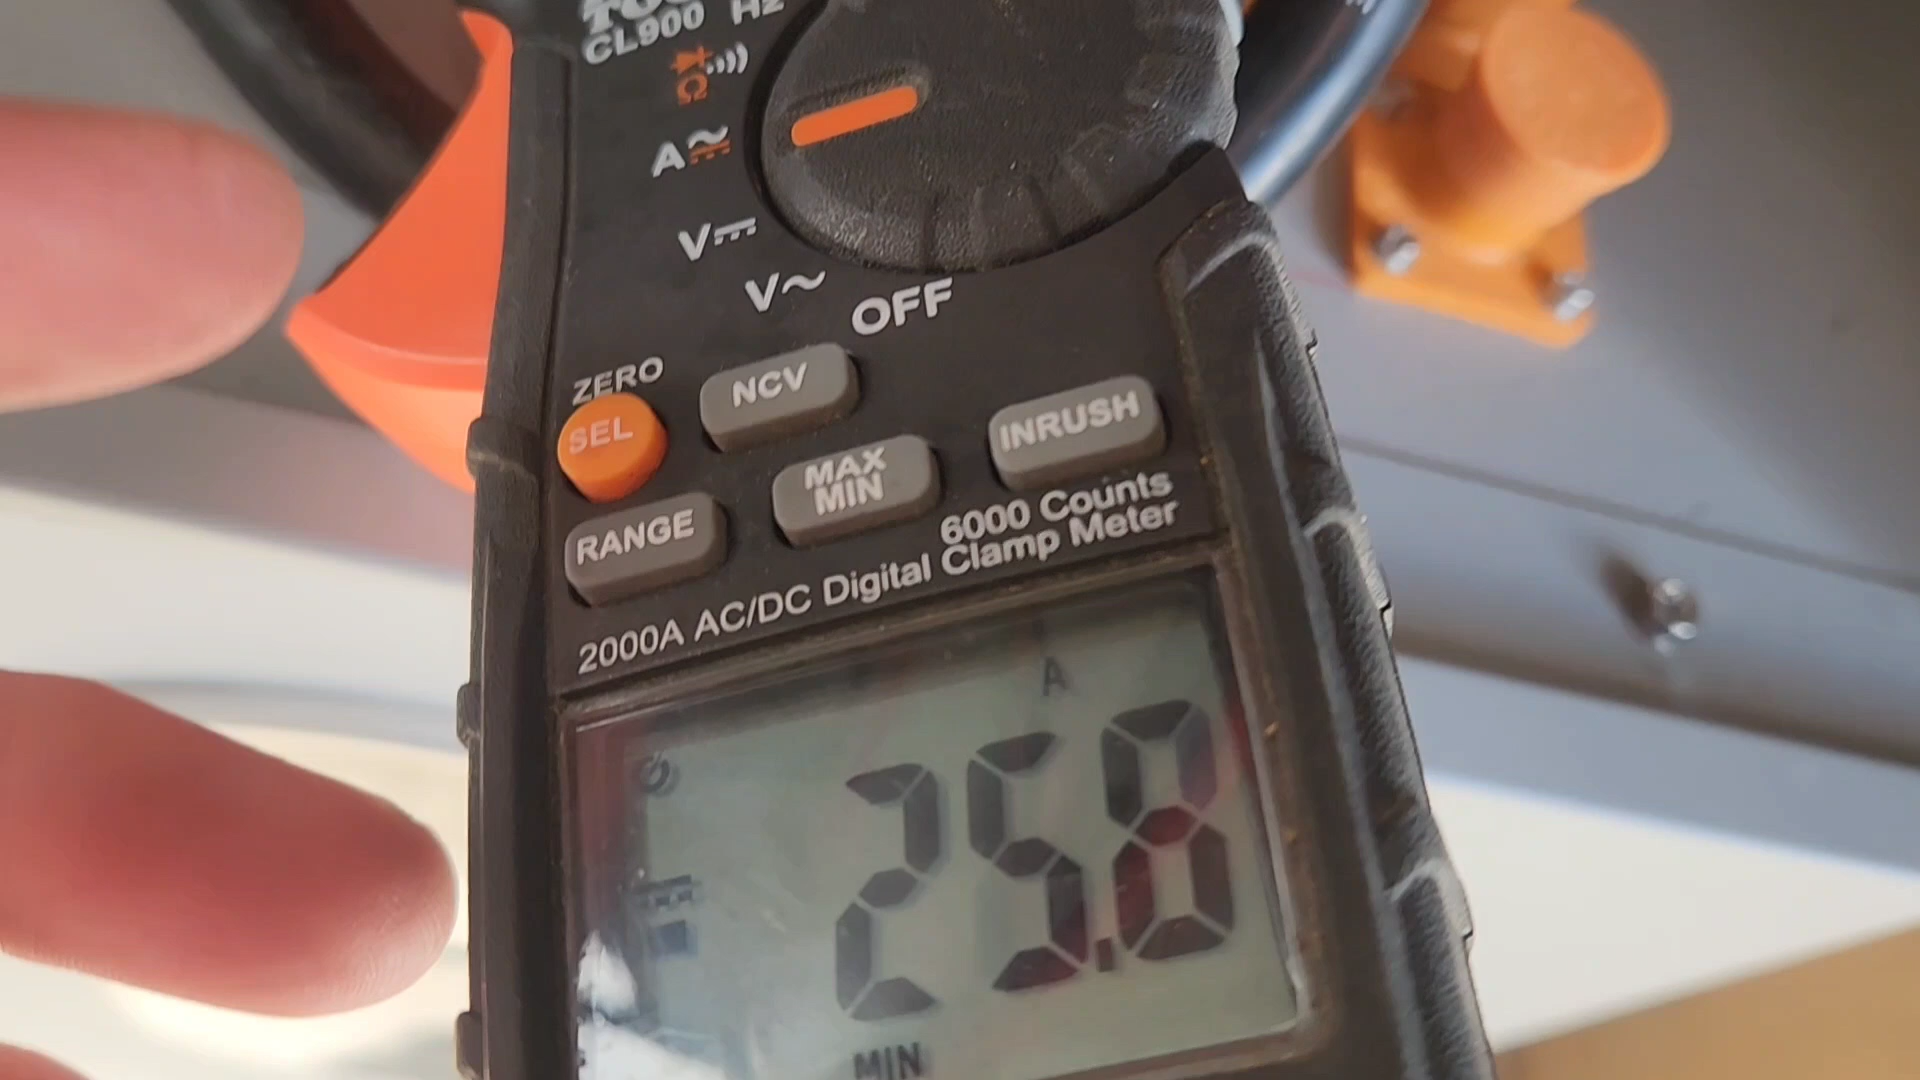 CL900 Hz
Ω
A
V
V~
OFF
ZERO
SEL
NCV
INRUSH
RANGE
MAX
MIN
6000 Counts
2000A AC/DC Digital Clamp Meter
A
25.8
MIN